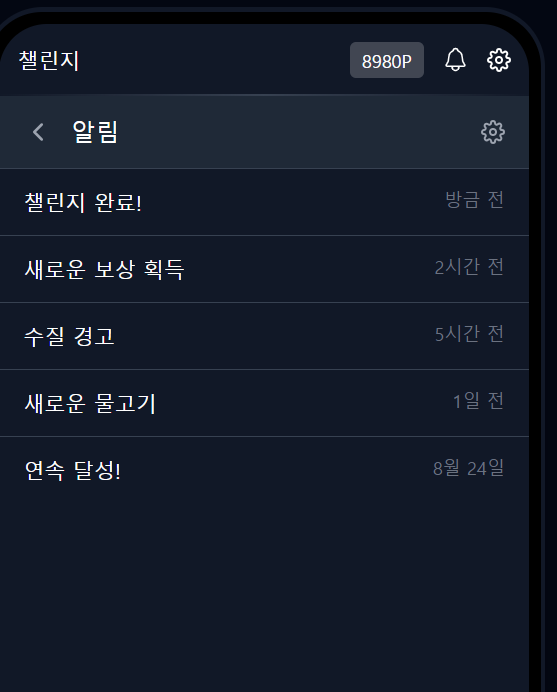 챌린지 8980P
알림
챌린지 완료! 방금 전
새로운 보상 획득 2시간 전
수질 경고 5시간 전
새로운 물고기 1일 전
연속 달성! 8월 24일